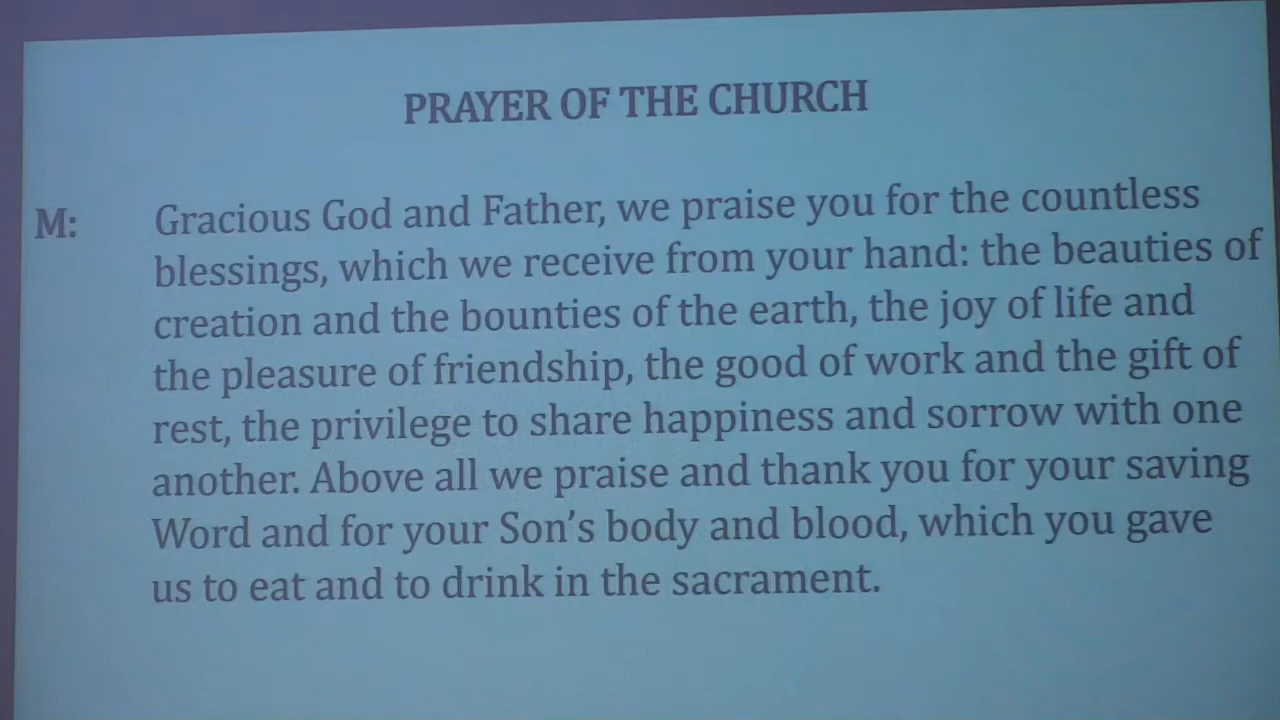 PRAYER OF THE CHURCH
M: Gracious God and Father, we praise you for the countless
blessings, which we receive from your hand: the beauties of
creation and the bounties of the earth, the joy of life and
the pleasure of friendship, the good of work and the gift of
rest, the privilege to share happiness and sorrow with one
another. Above all we praise and thank you for your saving
Word and for your Son's body and blood, which you gave
us to eat and to drink in the sacrament.